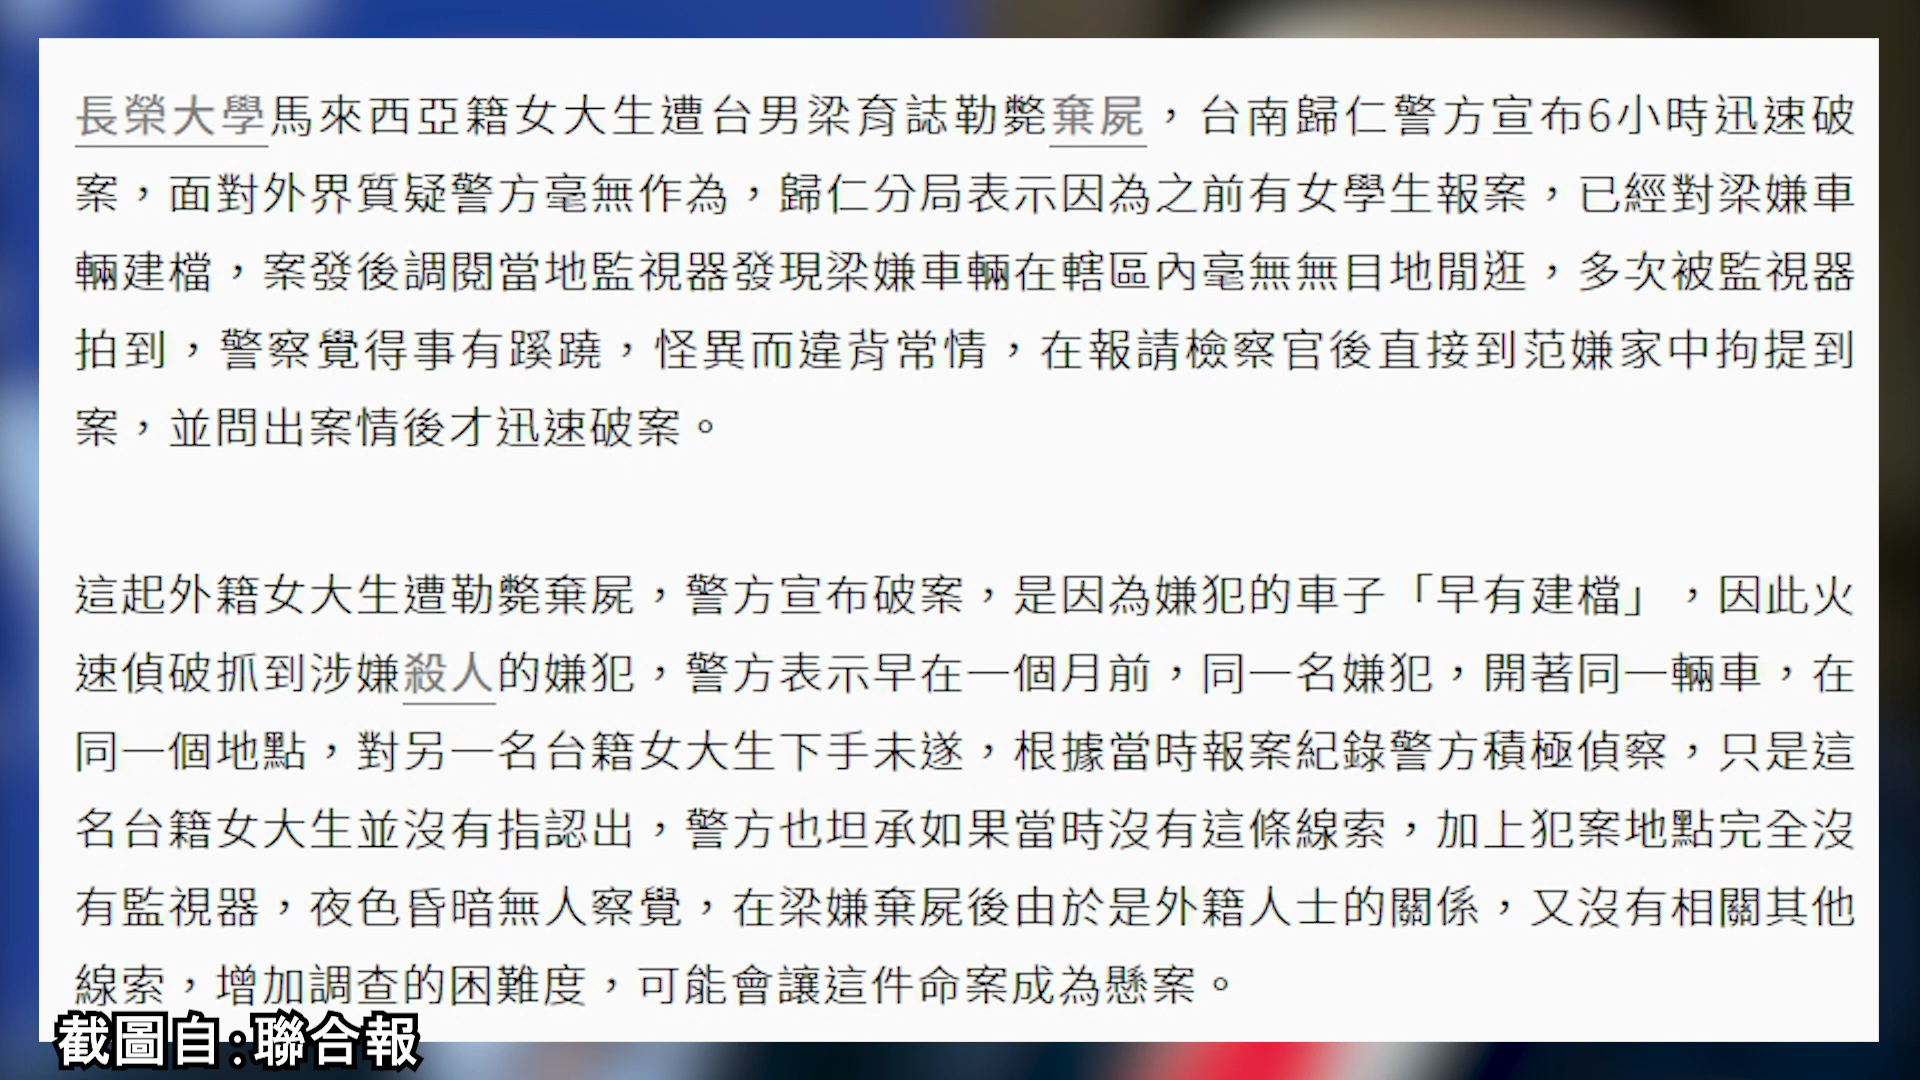 長榮大學馬來西亞籍女大生遭台男梁育誌勒斃棄屍，台南歸仁警方宣布6小時迅速破
案，面對外界質疑警方毫無作為，歸仁分局表示因為之前有女學生報案，已經對梁嫌車
輛建檔，案發後調閱當地監視器發現梁嫌車輛在轄區內毫無無目地閒逛，多次被監視器
拍到，警察覺得事有蹊蹺，怪異而違背常情，在報請檢察官後直接到范嫌家中拘提到
案，並問出案情後才迅速破案。
這起外籍女大生遭勒斃棄屍，警方宣布破案，是因為嫌犯的車子「早有建檔」，因此火
速偵破抓到涉嫌殺人的嫌犯，警方表示早在一個月前，同一名嫌犯，開著同一輛車，在
同一個地點，對另一名台籍女大生下手未遂，根據當時報案紀錄警方積極偵察，只是這
名台籍女大生並沒有指認出，警方也坦承如果當時沒有這條線索，加上犯案地點完全沒
有監視器，夜色昏暗無人察覺，在梁嫌棄屍後由於是外籍人士的關係，又沒有相關其他
線索，增加調查的困難度，可能會讓這件命案成為懸案。
截圖自:聯合報